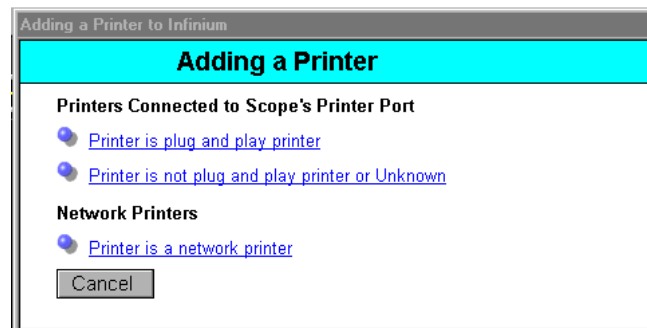 Adding a Printer to Infinium
Adding a Printer
Printers Connected to Scope's Printer Port
Printer is plug and play printer
Printer is not plug and play printer or Unknown
Network Printers
Printer is a network printer
Cancel